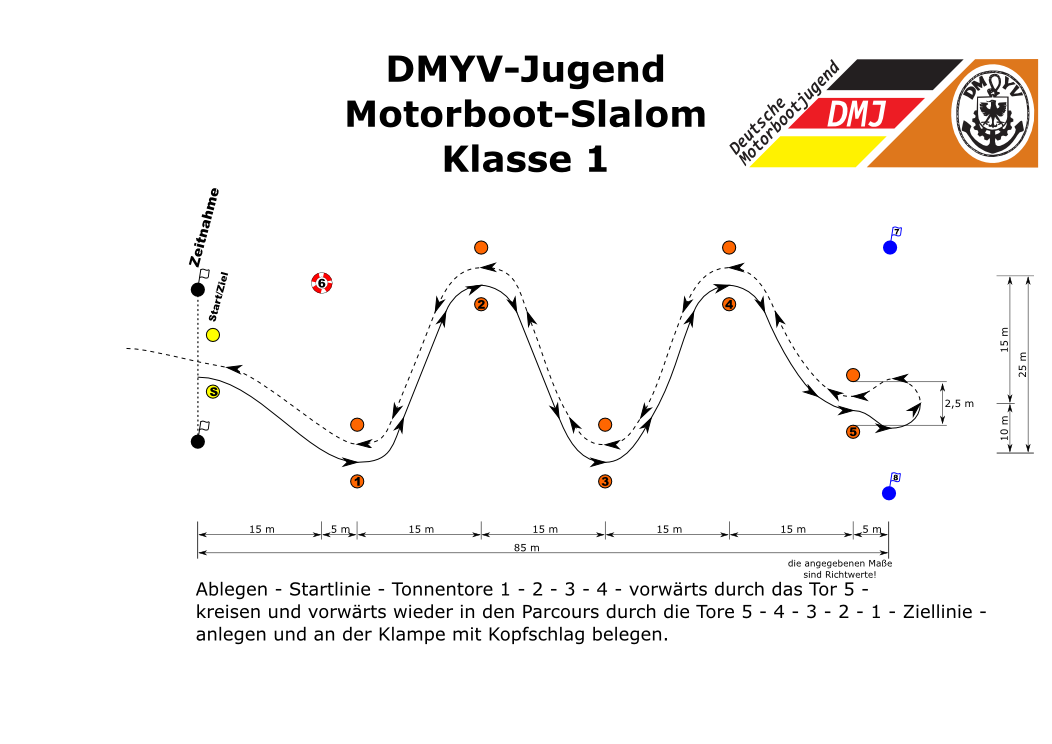 DMYV-Jugend
Motorboot-Slalom
Klasse 1
Deutsche
Motorbootjugend
DMJ
DM YV
Zeitnahme
Start/Ziel
6
2
4
7
S
1
3
5
8
15 m
25 m
2,5 m
10 m
15 m 5 m 15 m 15 m 15 m 15 m 5 m
85 m
die angegebenen Maße
sind Richtwerte!
Ablegen - Startlinie - Tonnentore 1 - 2 - 3 - 4 - vorwärts durch das Tor 5 -
kreisen und vorwärts wieder in den Parcours durch die Tore 5 - 4 - 3 - 2 - 1 - Ziellinie -
anlegen und an der Klampe mit Kopfschlag belegen.